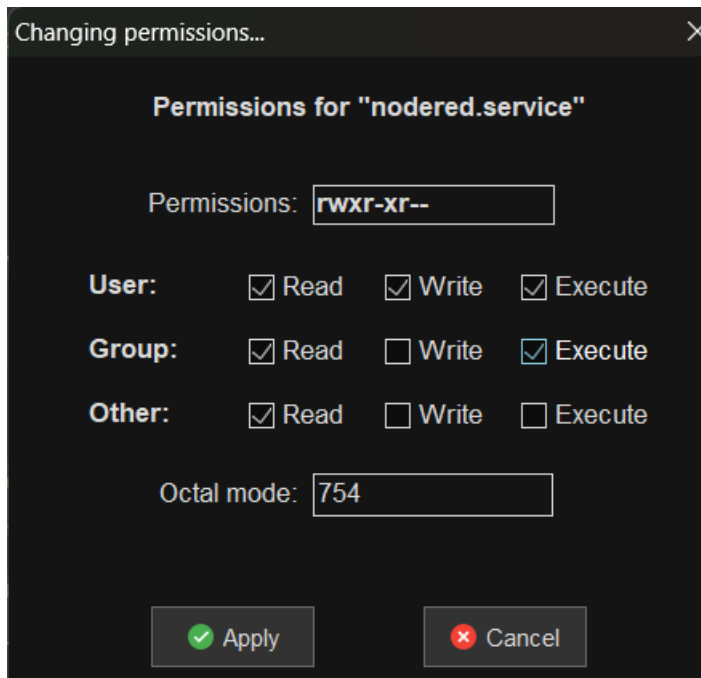 Changing permissions...
Permissions for "nodered.service"
Permissions: rwxr-xr--
User: Read Write Execute
Group: Read Write Execute
Other: Read Write Execute
Octal mode: 754
Apply Cancel